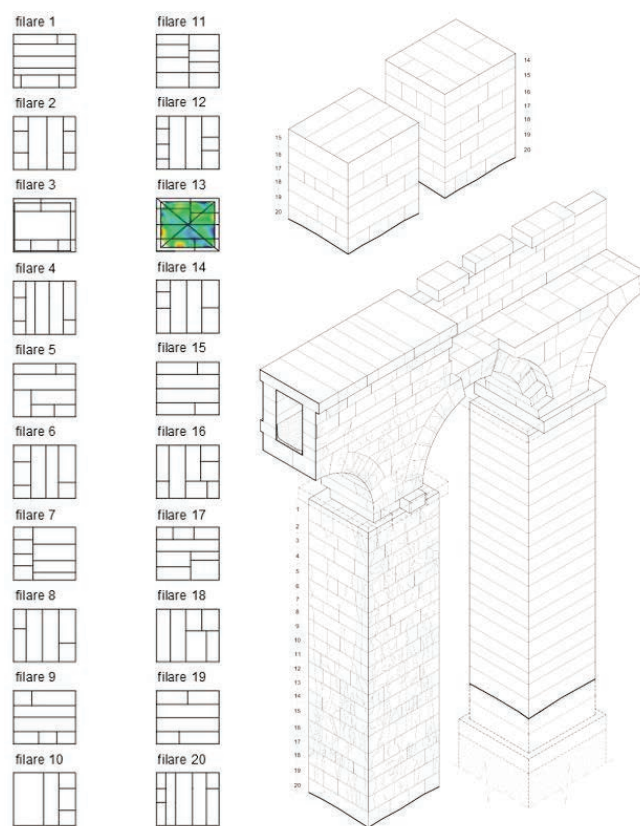 filare 1
filare 2
filare 3
filare 4
filare 5
filare 6
filare 7
filare 8
filare 9
filare 10
filare 11
filare 12
filare 13
filare 14
filare 15
filare 16
filare 17
filare 18
filare 19
filare 20
15
16
17
18
19
20
14
15
16
17
18
19
20
1
2
3
4
5
6
7
8
9
10
11
12
13
14
15
16
17
18
19
20